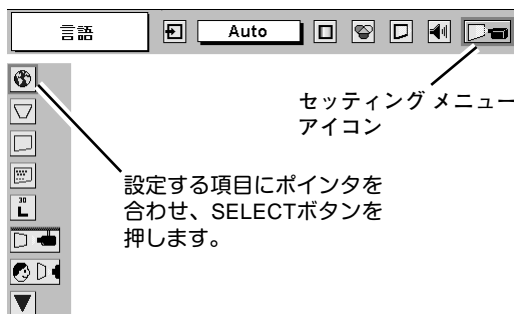 言語
Auto
セッティング メニュー
アイコン
設定する項目にポインタを
合わせ、SELECTボタンを
押します。
30
L